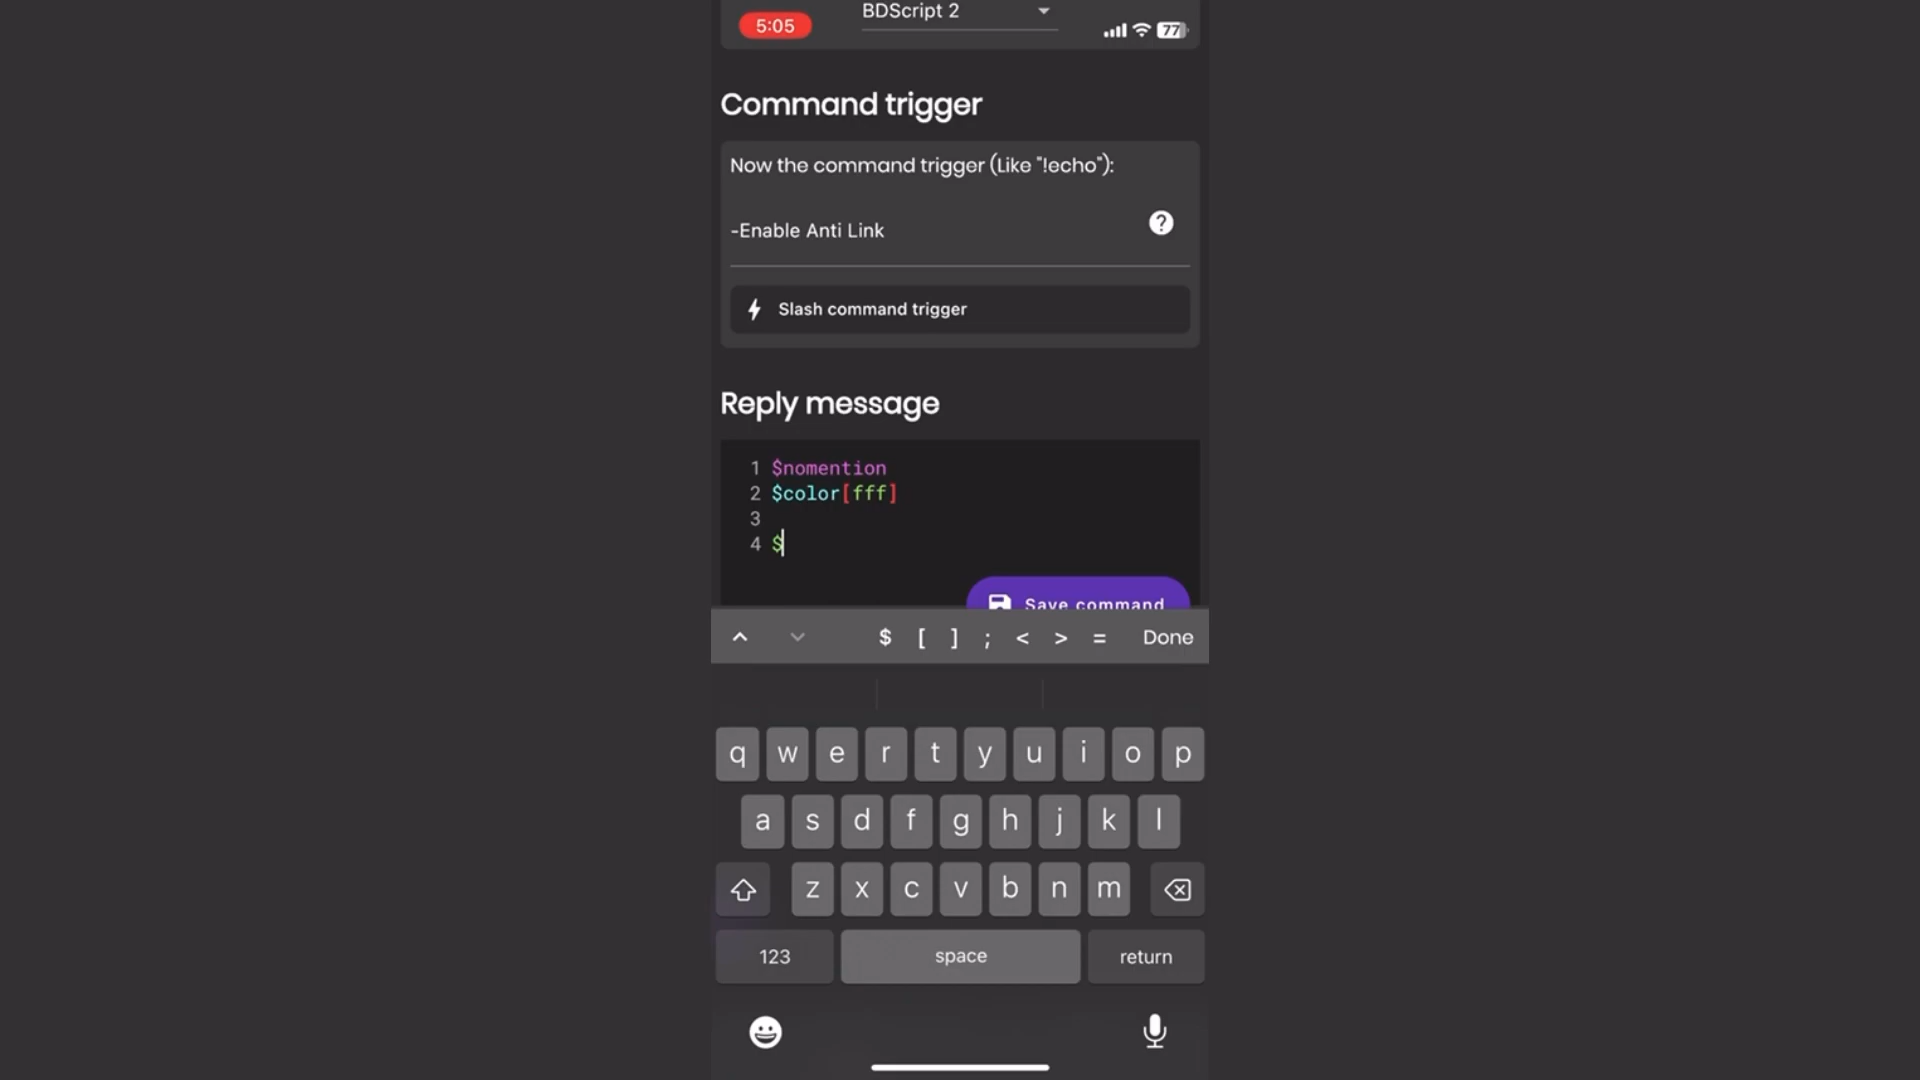 5:05
BDScript 2
77
Command trigger
Now the command trigger (Like "!echo"):
-Enable Anti Link
?
Slash command trigger
Reply message
1 $nomention
2 $color[fff]
3
4 $
Save command
$ [ ] ; < > = Done
q w e r t y u i o p
a s d f g h j k l
z x c v b n m
123 space return